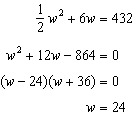 1/2 w² + 6w = 432
w² + 12w − 864 = 0
(w − 24)(w + 36) = 0
w = 24